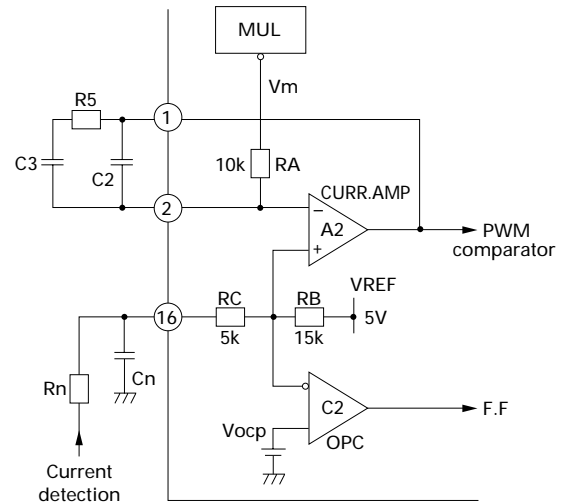 MUL
Vm
R5
1
C3
C2
10k RA
CURR.AMP
2
−
A2
+
PWM
comparator
VREF
16
RC
RB
5V
5k
15k
Rn
Cn
C2
F.F
Vocp
OPC
Current
detection